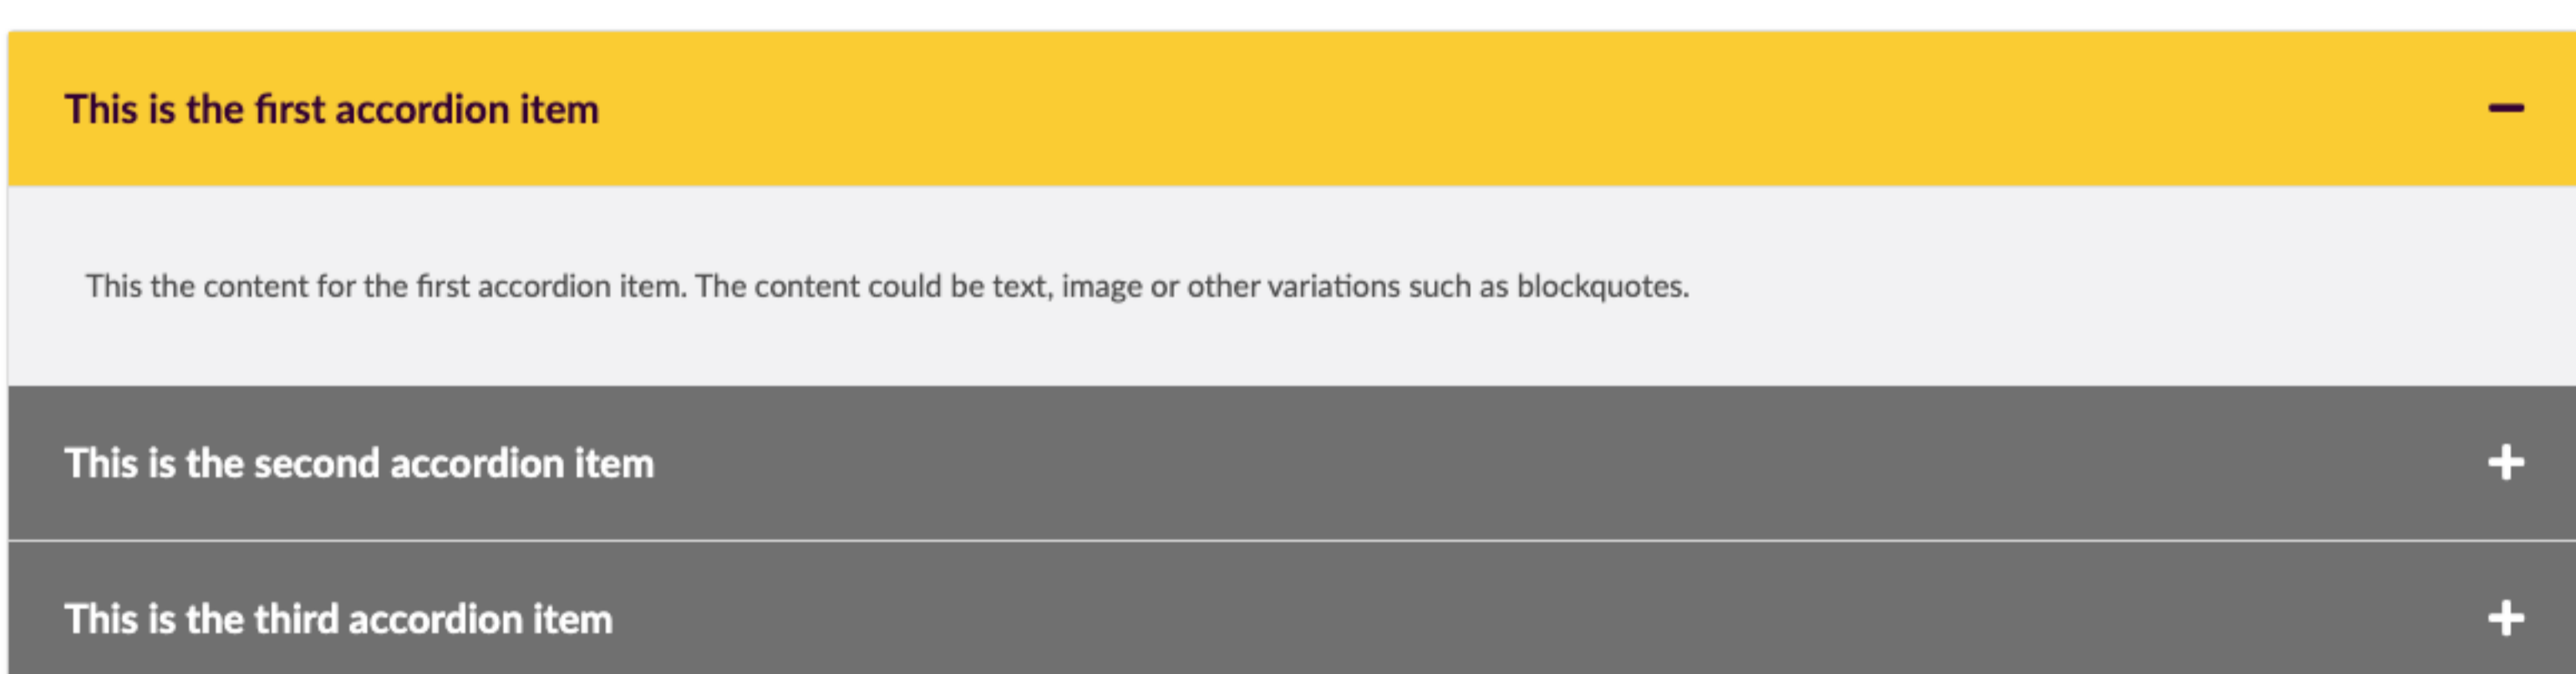 This is the first accordion item
This the content for the first accordion item. The content could be text, image or other variations such as blockquotes.
This is the second accordion item
This is the third accordion item